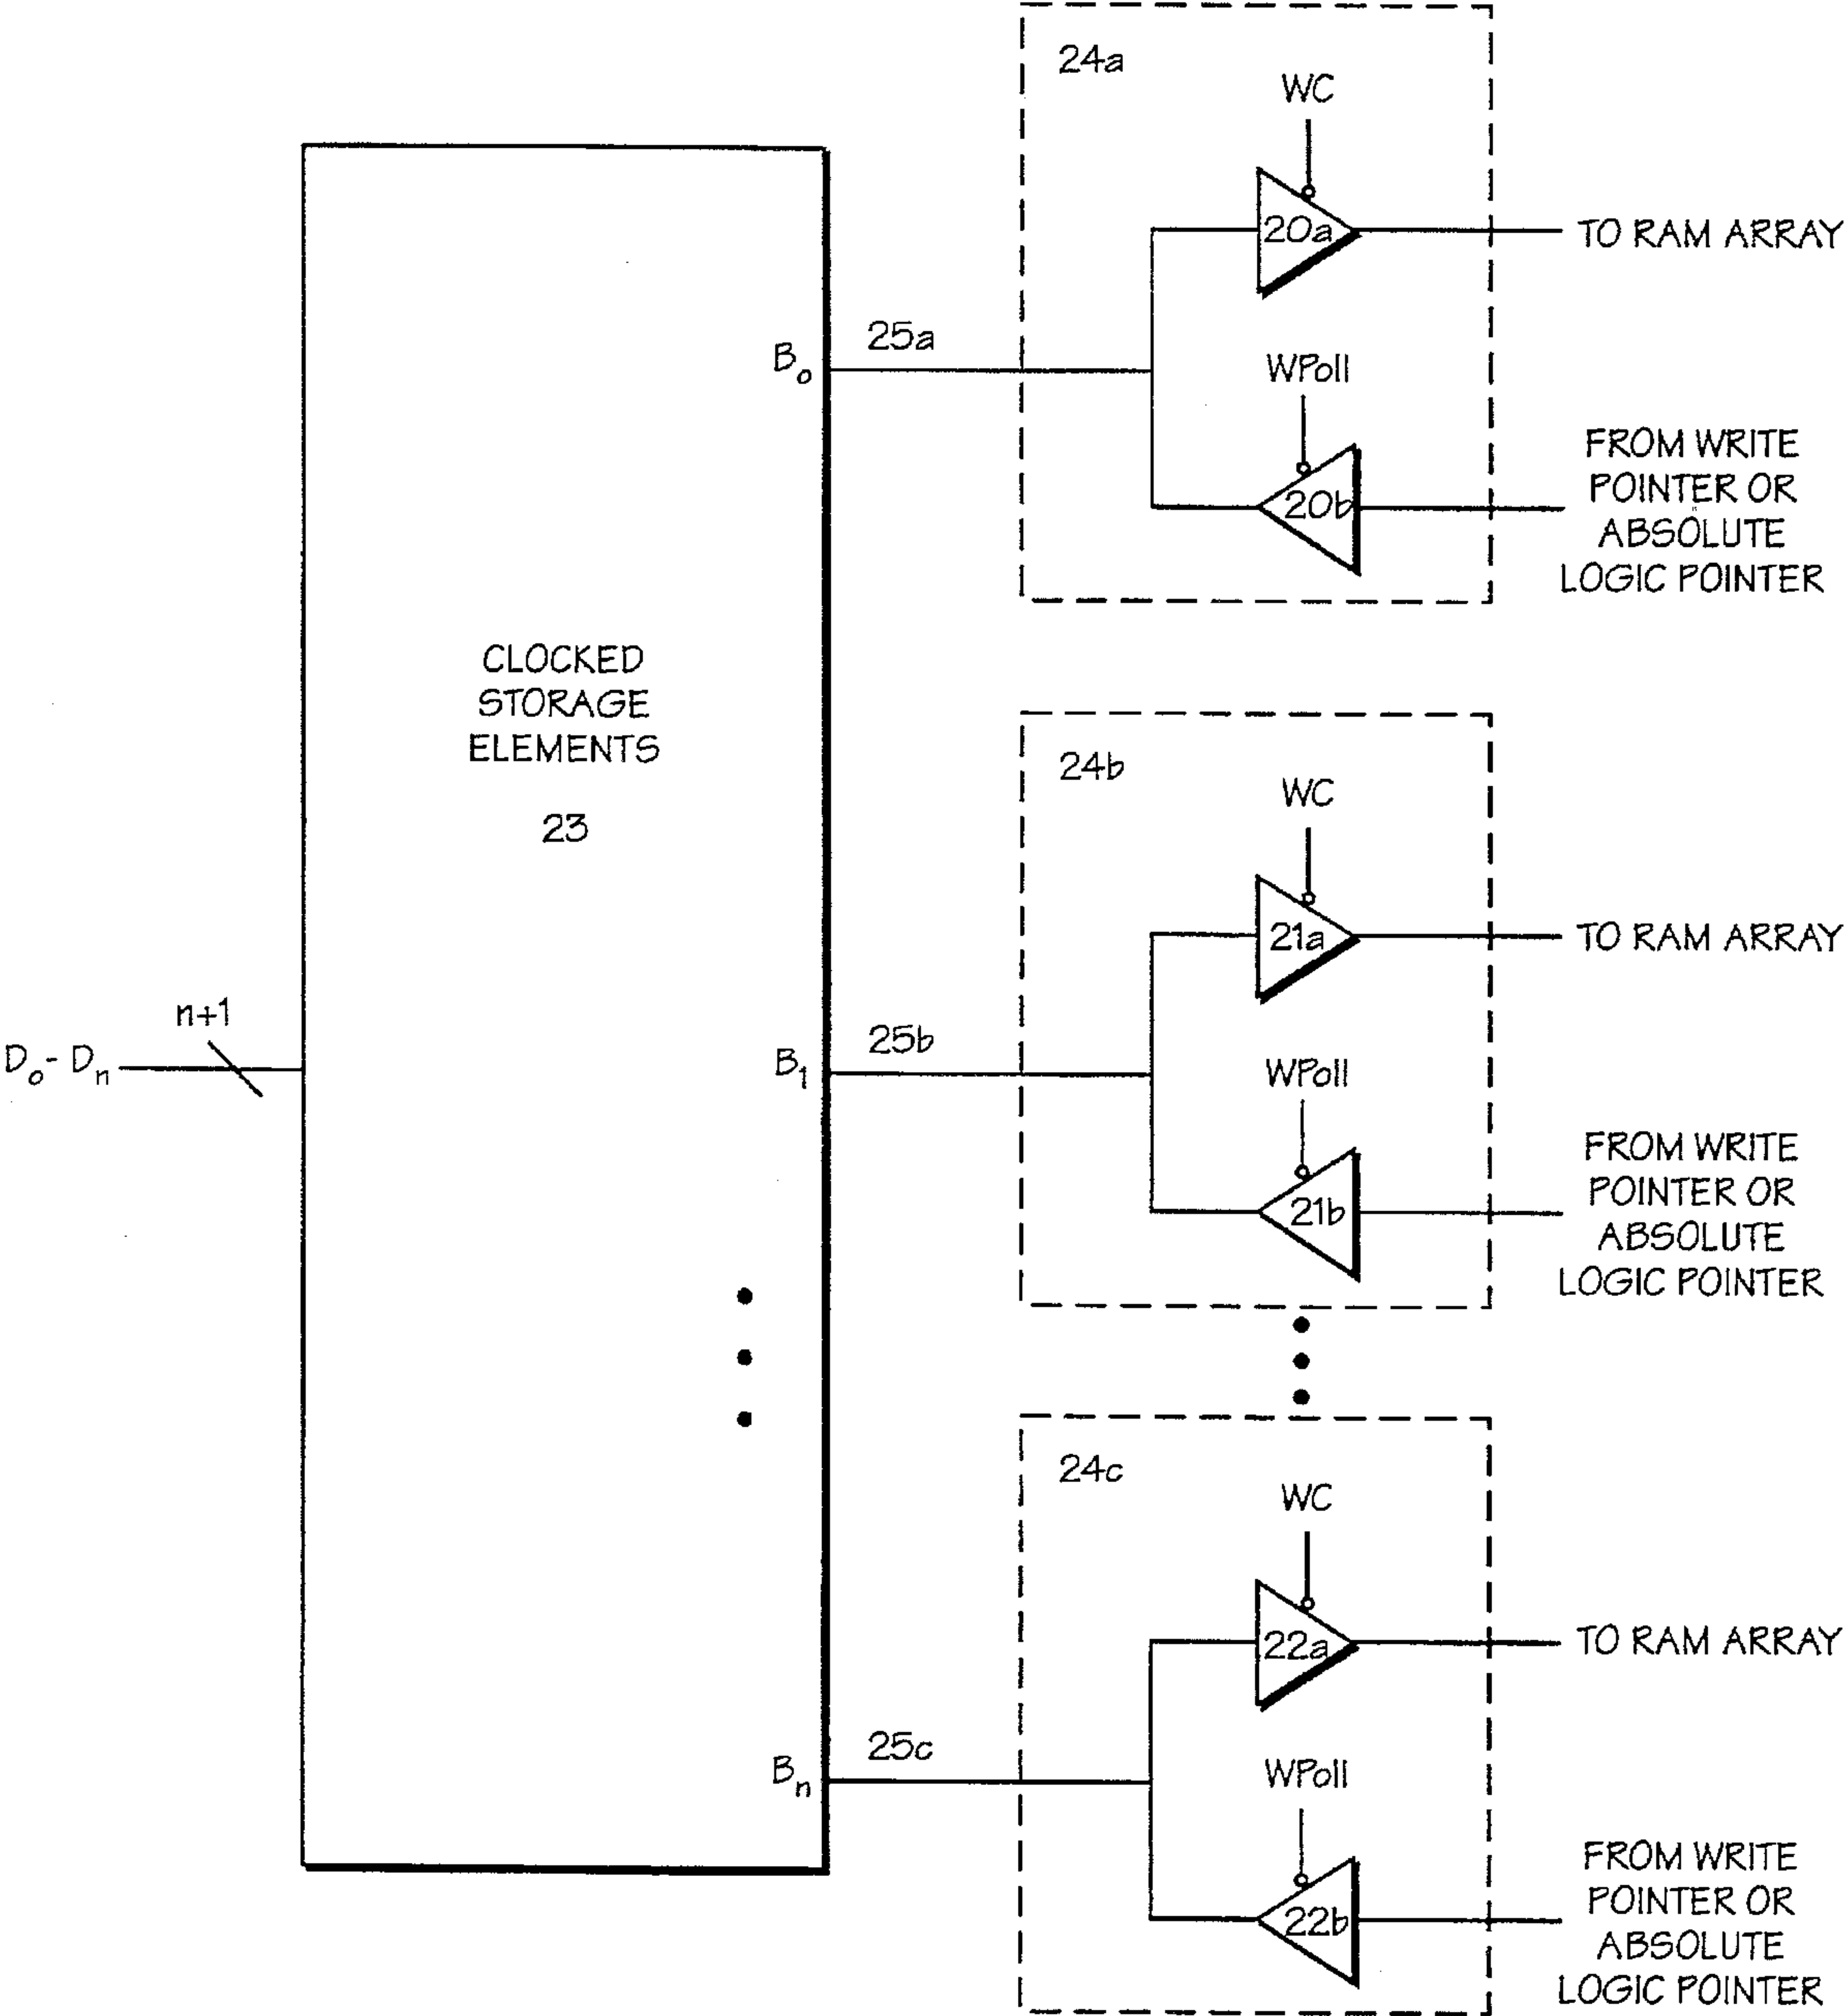 24a
WC
20a
TO RAM ARRAY
25a
B₀
WPoll
20b
FROM WRITE
POINTER OR
ABSOLUTE
LOGIC POINTER
CLOCKED
STORAGE
ELEMENTS
23
24b
WC
21a
TO RAM ARRAY
n+1
D₀- Dₙ
25b
B₁
WPoll
21b
FROM WRITE
POINTER OR
ABSOLUTE
LOGIC POINTER
24c
WC
22a
TO RAM ARRAY
25c
Bₙ
WPoll
22b
FROM WRITE
POINTER OR
ABSOLUTE
LOGIC POINTER